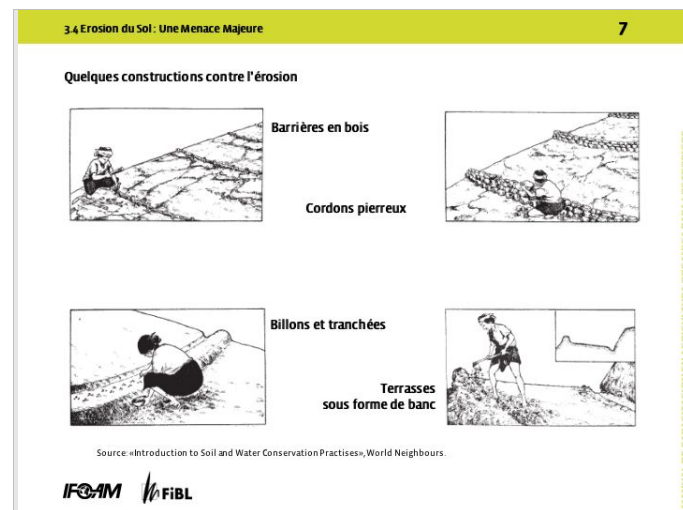 3.4 Erosion du Sol : Une Menace Majeure
7
Quelques constructions contre l'érosion
Barrières en bois
Cordons pierreux
Billons et tranchées
Terrasses
sous forme de banc
Source: «Introduction to Soil and Water Conservation Practises», World Neighbours.
IFOAM
FiBL